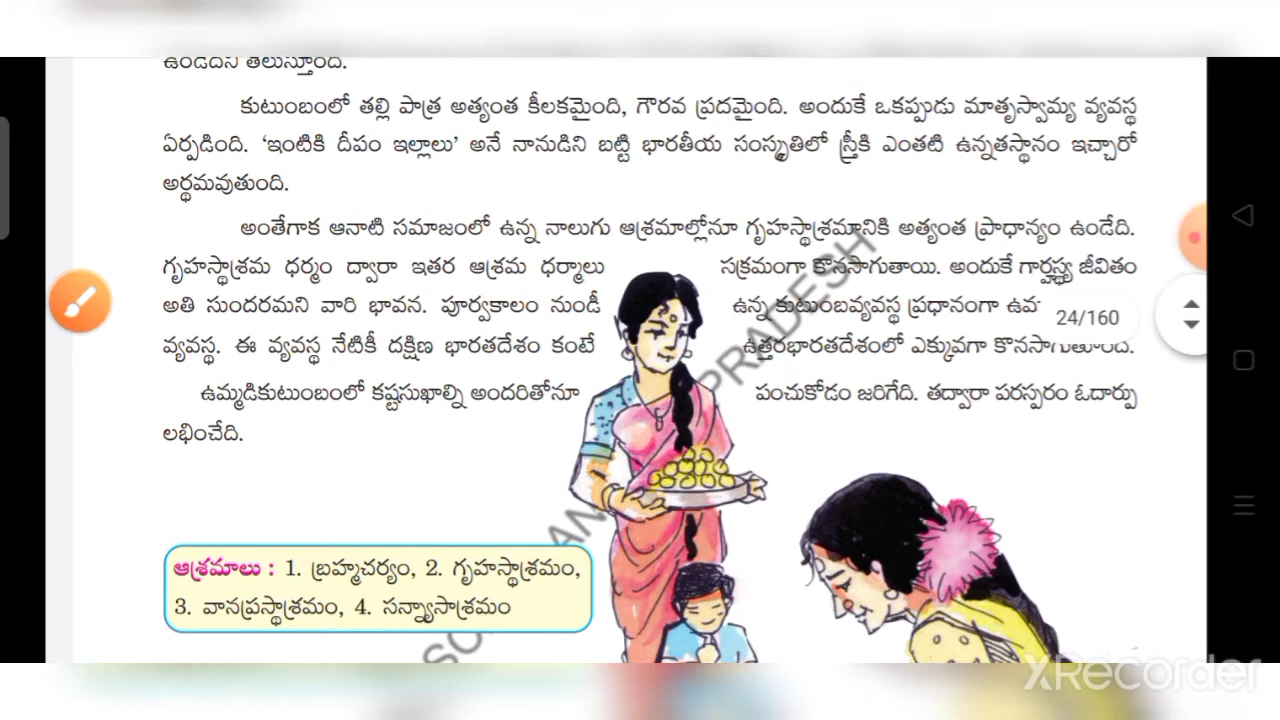 ఉండేదని తెలుస్తూంది.
కుటుంబంలో తల్లి పాత్ర అత్యంత కీలకమైంది, గౌరవ ప్రదమైంది. అందుకే ఒకప్పుడు మాతృస్వామ్య వ్యవస్థ
ఏర్పడింది. ‘ఇంటికి దీపం ఇల్లాలు’ అనే నానుడిని బట్టి భారతీయ సంస్కృతిలో స్త్రీకి ఎంతటి ఉన్నతస్థానం ఇచ్చారో
అర్థమవుతుంది.
అంతేగాక ఆనాటి సమాజంలో ఉన్న నాలుగు ఆశ్రమాల్లోనూ గృహస్థాశ్రమానికి అత్యంత ప్రాధాన్యం ఉండేది.
గృహస్థాశ్రమ ధర్మం ద్వారా ఇతర ఆశ్రమ ధర్మాలు సక్రమంగా కొనసాగుతాయి. అందుకే గార్హస్థ్య జీవితం
అతి సుందరమని వారి భావన. పూర్వకాలం నుండీ ఉన్న కుటుంబవ్యవస్థ ప్రధానంగా
24/160
వ్యవస్థ. ఈ వ్యవస్థ నేటికీ దక్షిణ భారతదేశం కంటే ఉత్తరభారతదేశంలో ఎక్కువగా కొనసాగుతూంది.
ఉమ్మడికుటుంబంలో కష్టసుఖాల్ని అందరితోనూ పంచుకోడం జరిగేది. తద్వారా పరస్పరం ఓదార్పు
లభించేది.
PRADESH
ఆశ్రమాలు : 1. బ్రహ్మచర్యం, 2. గృహస్థాశ్రమం,
3. వానప్రస్థాశ్రమం, 4. సన్న్యాసాశ్రమం
XRecorder